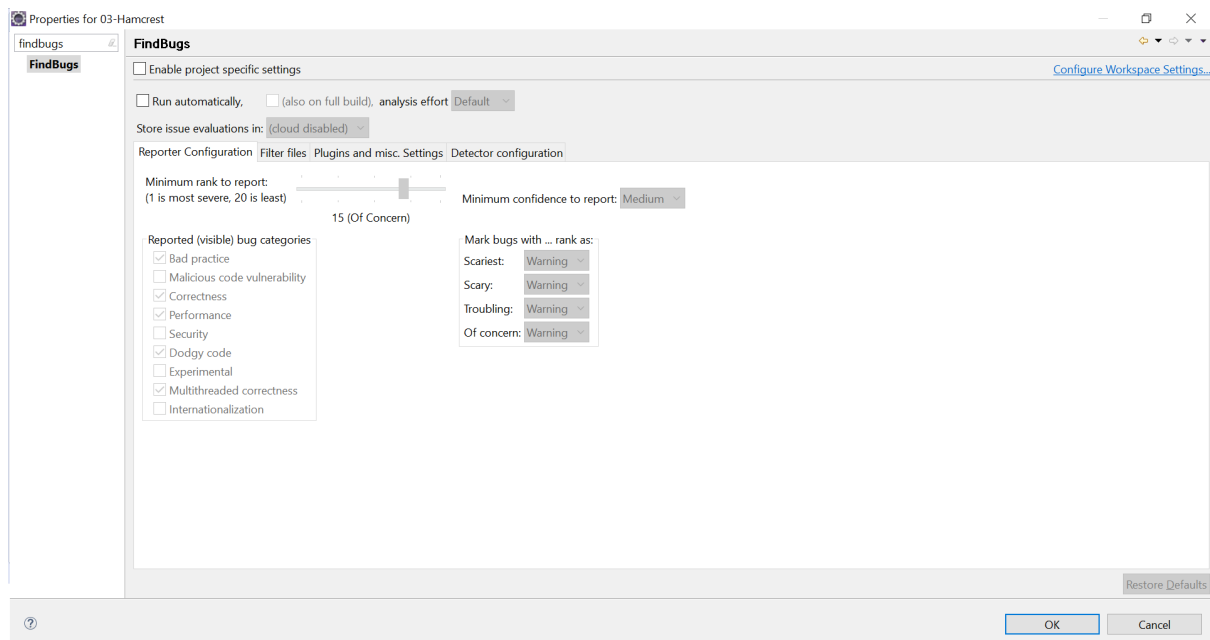 Properties for 03-Hamcrest
findbugs
FindBugs
FindBugs
Enable project specific settings
Configure Workspace Settings...
Run automatically, (also on full build), analysis effort Default
Store issue evaluations in: (cloud disabled)
Reporter Configuration Filter files Plugins and misc. Settings Detector configuration
Minimum rank to report:
(1 is most severe, 20 is least)
15 (Of Concern)
Minimum confidence to report: Medium
Reported (visible) bug categories
Bad practice
Malicious code vulnerability
Correctness
Performance
Security
Dodgy code
Experimental
Multithreaded correctness
Internationalization
Mark bugs with ... rank as:
Scariest: Warning
Scary: Warning
Troubling: Warning
Of concern: Warning
Restore Defaults
?
OK Cancel